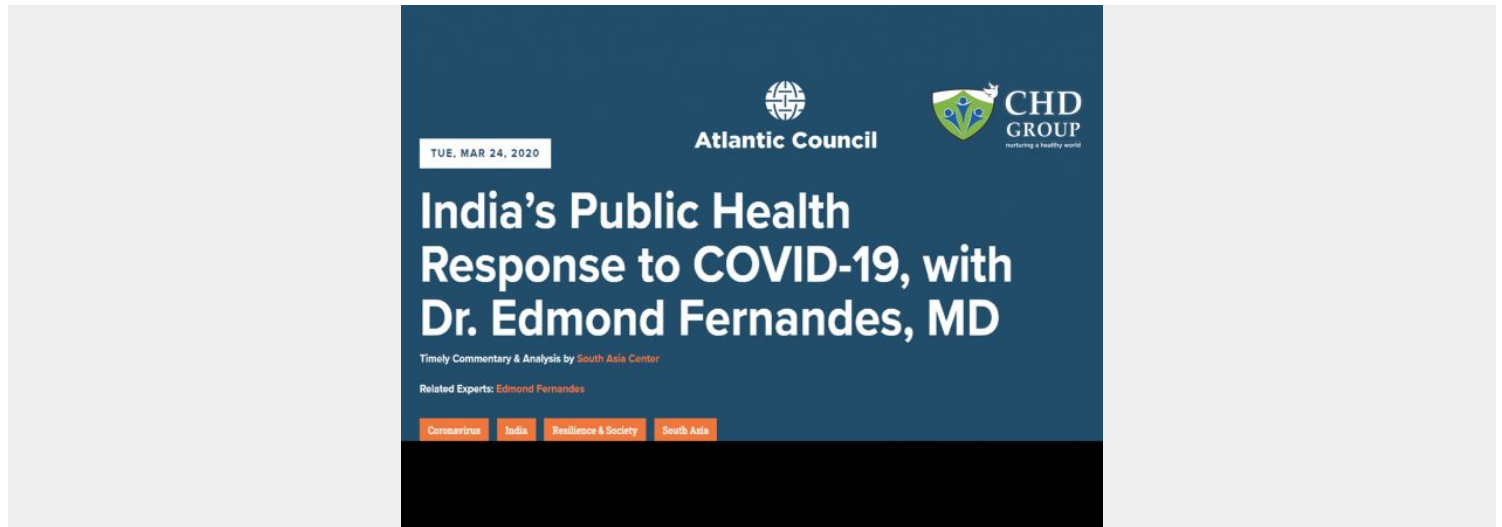 Atlantic Council
CHD
GROUP
nurturing a healthy world
TUE, MAR 24, 2020
India's Public Health
Response to COVID-19, with
Dr. Edmond Fernandes, MD
Timely Commentary & Analysis by South Asia Center
Related Experts: Edmond Fernandes
Coronavirus India Resilience & Society South Asia